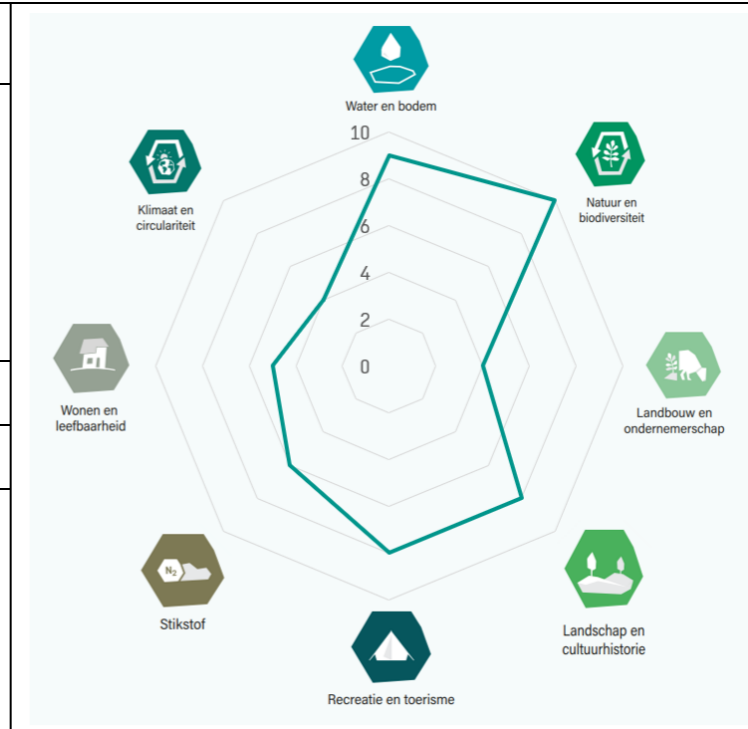 Water en bodem
10
8
6
4
2
0
Natuur en
biodiversiteit
Landbouw en
ondernemerschap
Landschap en
cultuurhistorie
Recreatie en toerisme
N₂
Stikstof
Wonen en
leefbaarheid
Klimaat en
circulariteit